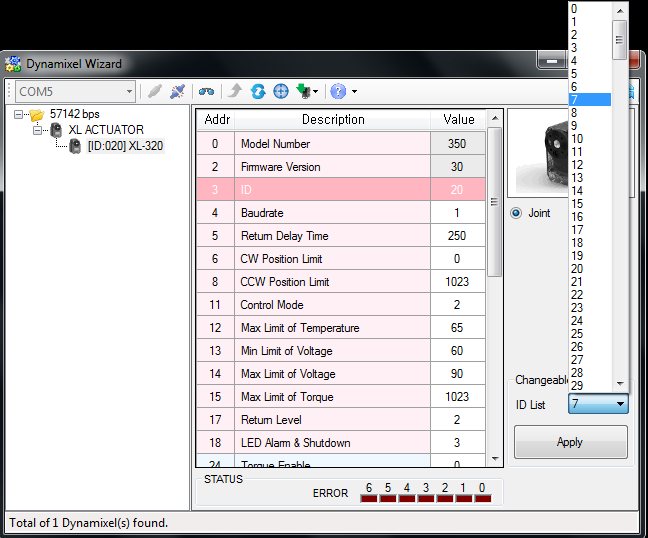 Dynamixel Wizard
COM5
57142 bps
XL ACTUATOR
[ID:020] XL-320
Addr Description Value
0 Model Number 350
2 Firmware Version 30
3 ID 20
4 Baudrate 1
5 Return Delay Time 250
6 CW Position Limit 0
8 CCW Position Limit 1023
11 Control Mode 2
12 Max Limit of Temperature 65
13 Min Limit of Voltage 60
14 Max Limit of Voltage 90
15 Max Limit of Torque 1023
17 Return Level 2
18 LED Alarm & Shutdown 3
24 Torque Enable 0
STATUS
ERROR 6 5 4 3 2 1 0
0
1
2
3
4
5
6
7
8
9
10
11
12
13
14
15
16
17
18
19
20
21
22
23
24
25
26
27
28
29
Joint
Changeable
ID List 7
Apply
Total of 1 Dynamixel(s) found.